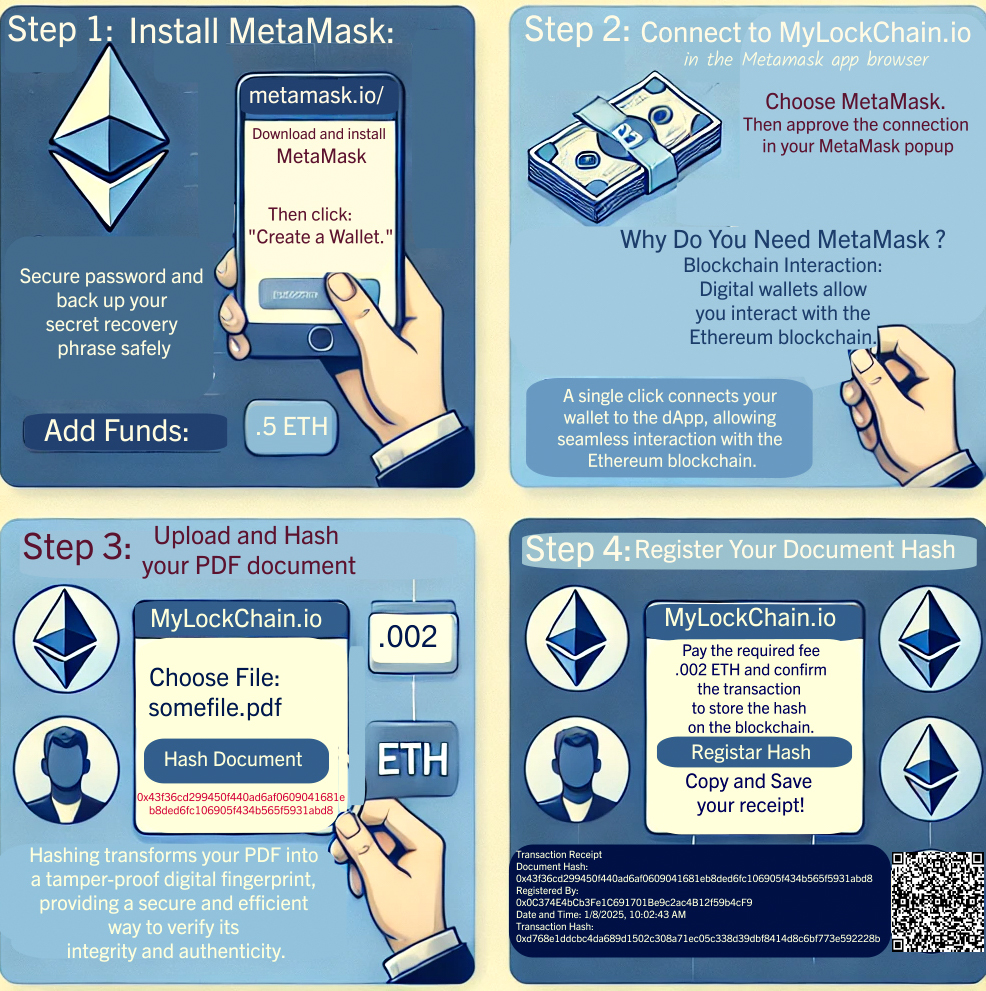 Step 1: Install MetaMask:
metamask.io/
Download and install
MetaMask
Then click:
"Create a Wallet."
Secure password and
back up your
secret recovery
phrase safely
Add Funds:
.5 ETH
Step 2: Connect to MyLockChain.io
in the Metamask app browser
Choose MetaMask.
Then approve the connection
in your MetaMask popup
Why Do You Need MetaMask ?
Blockchain Interaction:
Digital wallets allow
you interact with the
Ethereum blockchain.
A single click connects your
wallet to the dApp, allowing
seamless interaction with the
Ethereum blockchain.
Step 3: Upload and Hash
your PDF document
MyLockChain.io
Choose File:
somefile.pdf
Hash Document
0x43f36cd299450f440ad6af0609041681e
b8ded6fc106905f434b565f5931abd8
.002
ETH
Hashing transforms your PDF into
a tamper-proof digital fingerprint,
providing a secure and efficient
way to verify its
integrity and authenticity.
Step 4: Register Your Document Hash
MyLockChain.io
Pay the required fee
.002 ETH and confirm
the transaction
to store the hash
on the blockchain.
Registar Hash
Copy and Save
your receipt!
Transaction Receipt
Document Hash:
0x43f36cd299450f440ad6af0609041681eb8ded6fc106905f434b565f5931abd8
Registered By:
0x0C374E4bCb3Fe1C691701Be9c2ac4B12f59b4cF9
Date and Time: 1/8/2025, 10:02:43 AM
Transaction Hash:
0xd768e1ddcbc4da689d1502c308a71ec05c338d39dbf8414d8c6bf773e592228b